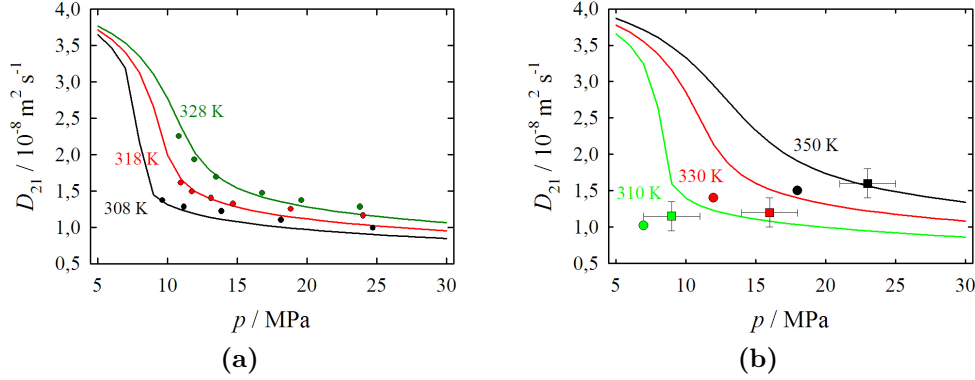 4,0
3,5
3,0
2,5
2,0
1,5
1,0
0,5
D₂₁ / 10⁻⁸ m² s⁻¹
328 K
318 K
308 K
5 10 15 20 25 30
p / MPa
(a)
4,0
3,5
3,0
2,5
2,0
1,5
1,0
0,5
D₂₁ / 10⁻⁸ m² s⁻¹
350 K
330 K
310 K
5 10 15 20 25 30
p / MPa
(b)